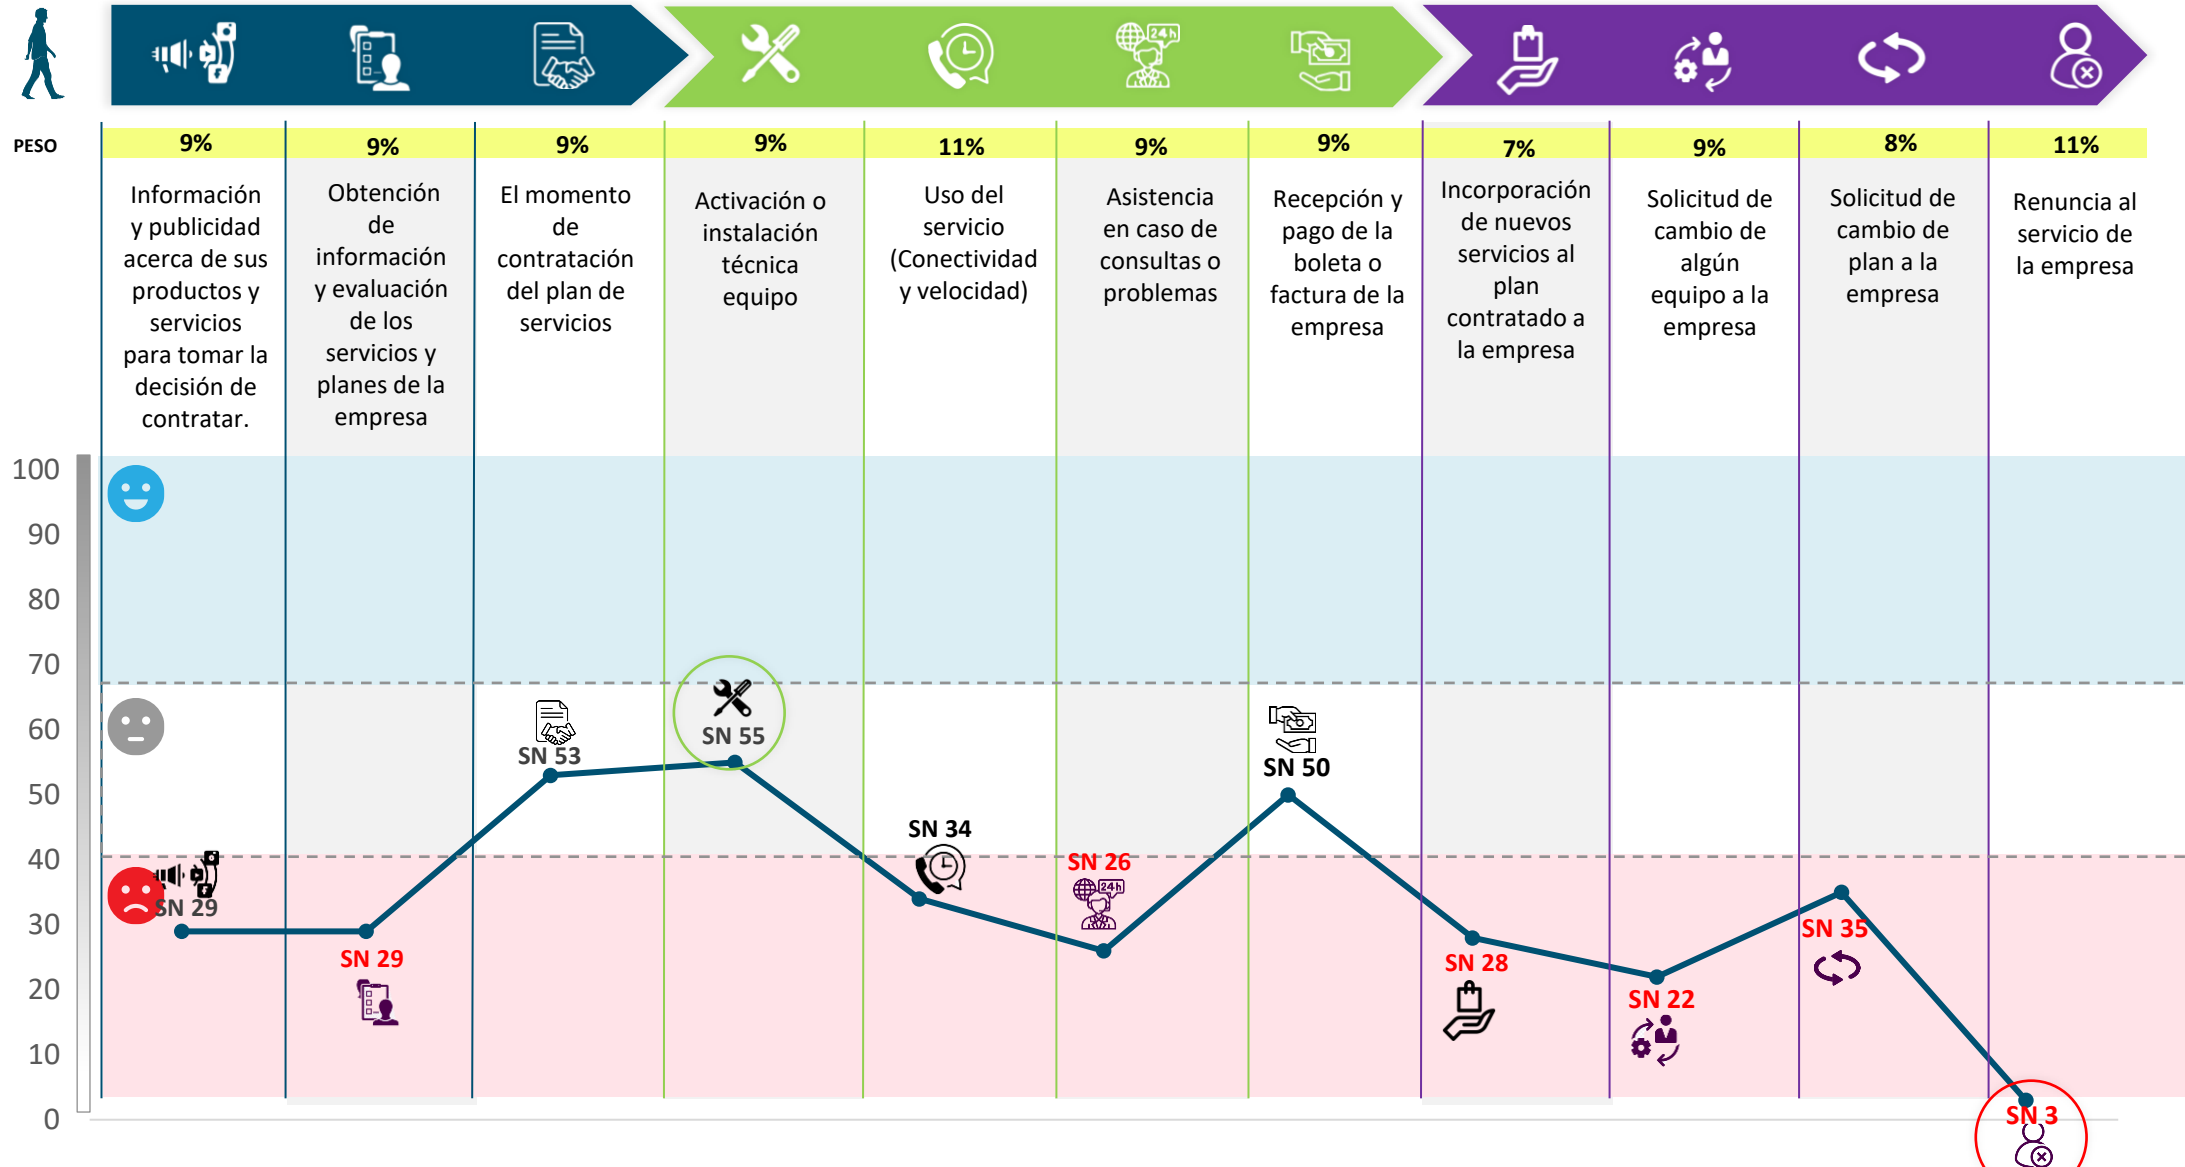 24h
PESO
9%
9%
9%
9%
11%
9%
9%
7%
9%
8%
11%
Información
y publicidad
acerca de sus
productos y
servicios
para tomar la
decisión de
contratar.
Obtención
de
información
y evaluación
de los
servicios y
planes de la
empresa
El momento
de
contratación
del plan de
servicios
Activación o
instalación
técnica
equipo
Uso del
servicio
(Conectividad
y velocidad)
Asistencia
en caso de
consultas o
problemas
Recepción y
pago de la
boleta o
factura de la
empresa
Incorporación
de nuevos
servicios al
plan
contratado a
la empresa
Solicitud de
cambio de
algún
equipo a la
empresa
Solicitud de
cambio de
plan a la
empresa
Renuncia al
servicio de
la empresa
100
90
80
70
60
50
40
30
20
10
0
SN 29
SN 29
SN 53
SN 55
SN 34
SN 26
24h
SN 50
SN 28
SN 22
SN 35
SN 3